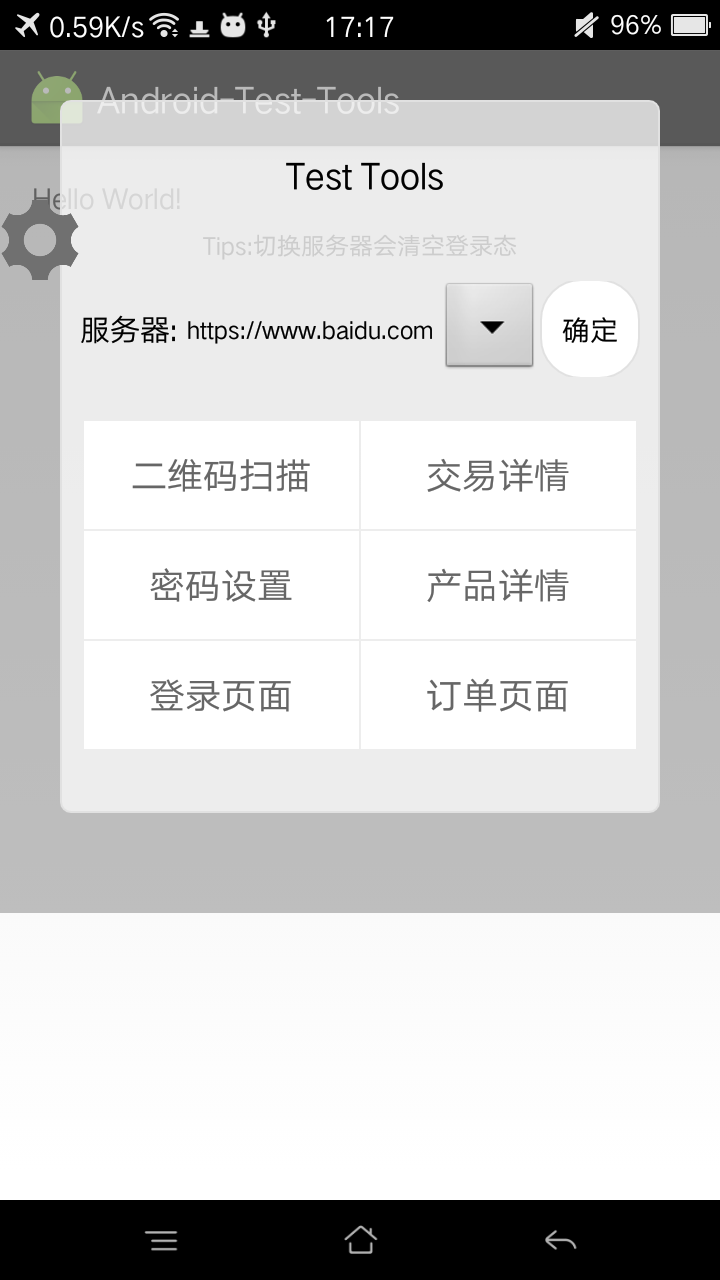 0.59K/s 17:17 96%
Android-Test-Tools
Test Tools
Hello World!
Tips:切换服务器会清空登录态
服务器: https://www.baidu.com 确定
二维码扫描 交易详情
密码设置 产品详情
登录页面 订单页面